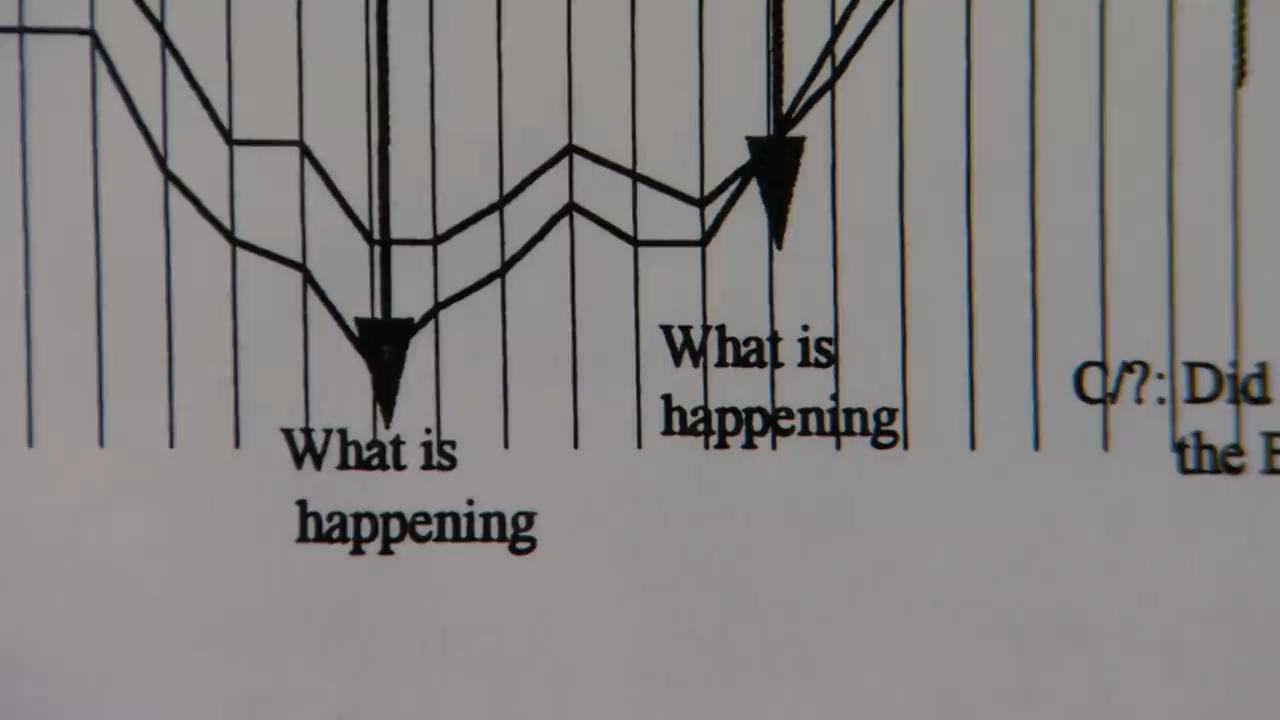 What is
happening
What is
happening
C/?: Did
the